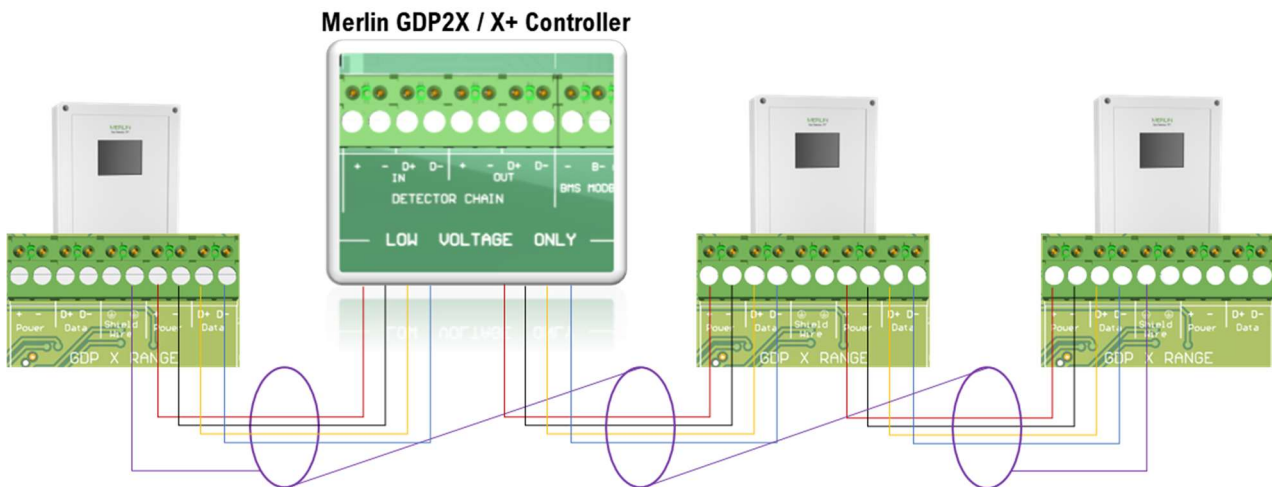 Merlin GDP2X / X+ Controller
+ - D+ D- + - D+ D- - B-
IN OUT
BMS MODB
DETECTOR CHAIN
LOW VOLTAGE ONLY
MERLIN
+ - D+ D- -  D+ D-
Power Data Shield Wire Power Data
GDP X RANGE
MERLIN
+ - D+ D- + - D+ D-
Power Data Shield Wire Power Data
GDP X RANGE
MERLIN
+ - D+ D- + - D+ D-
Power Data Shield Wire Power Data
GDP X RANGE